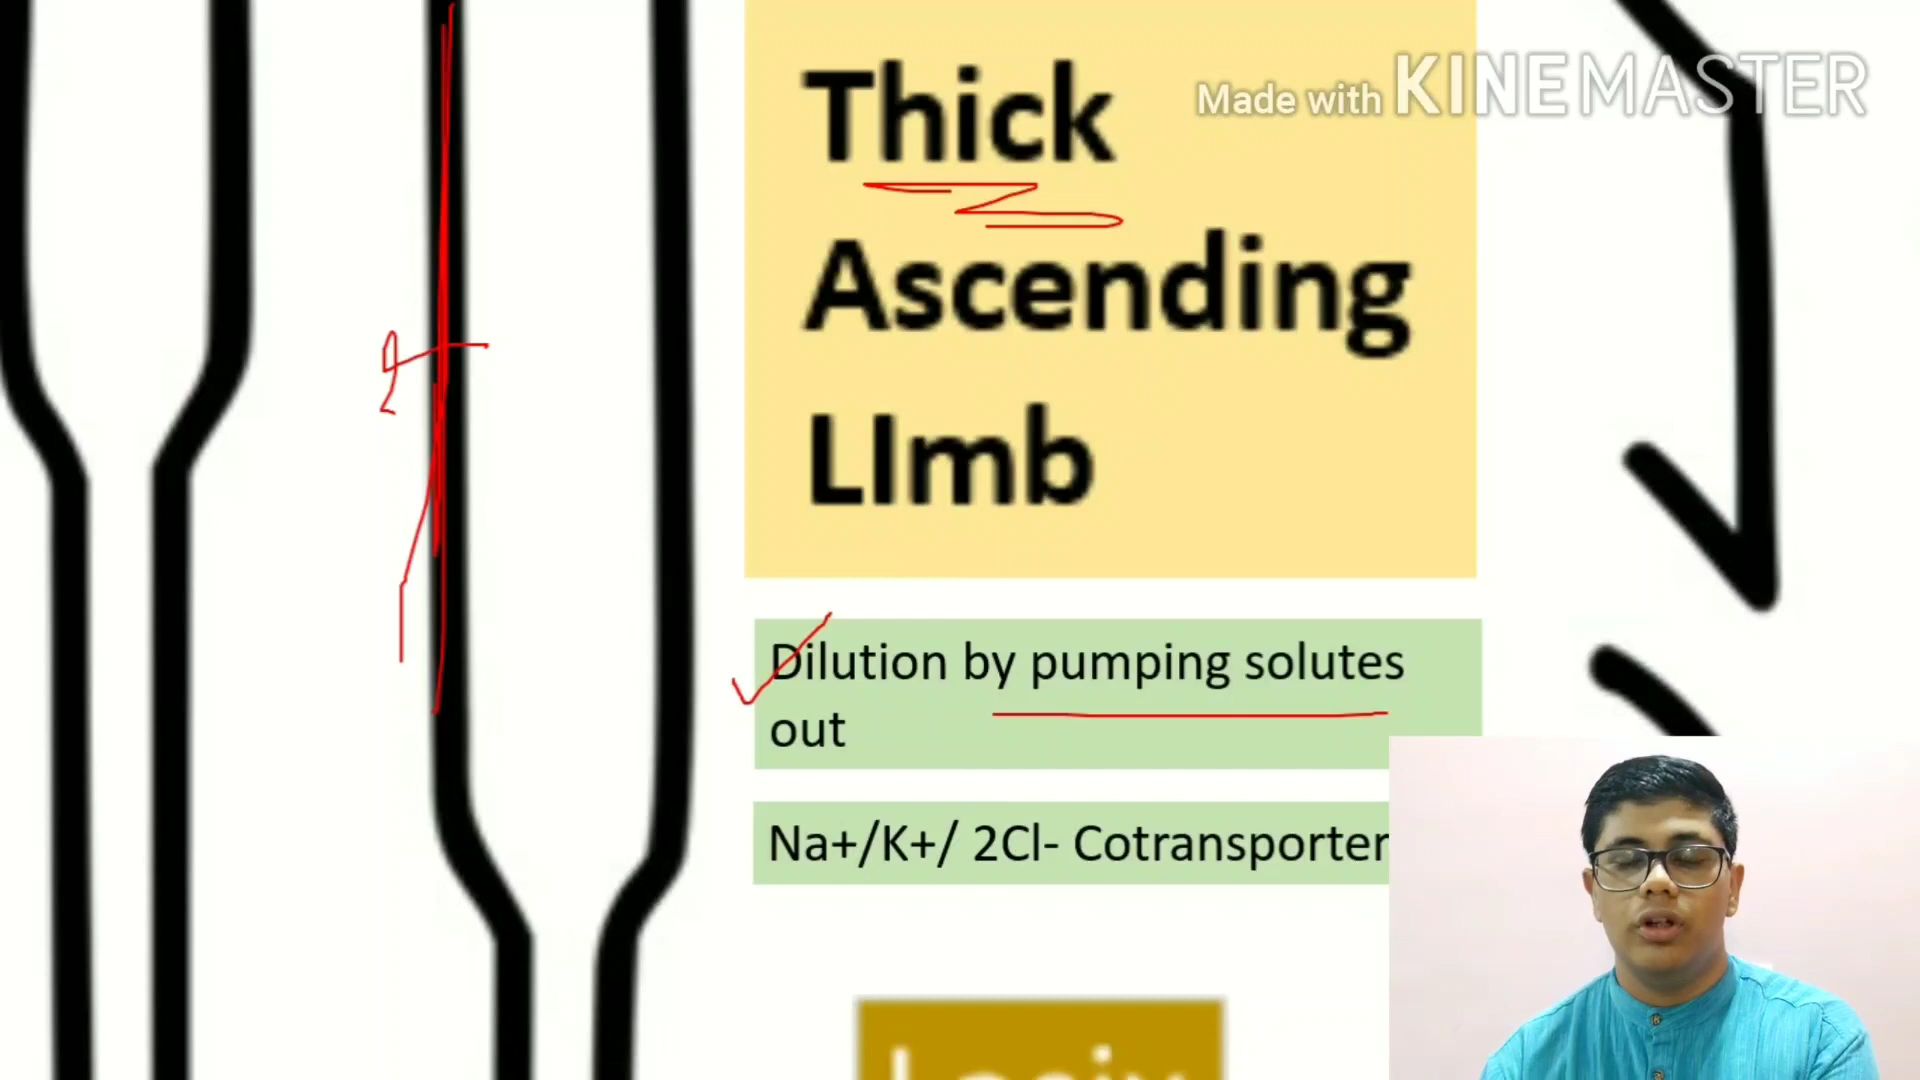 Made with KINEMASTER
Thick
Ascending
LImb
Dilution by pumping solutes
out
Na+/K+/ 2Cl- Cotransporter